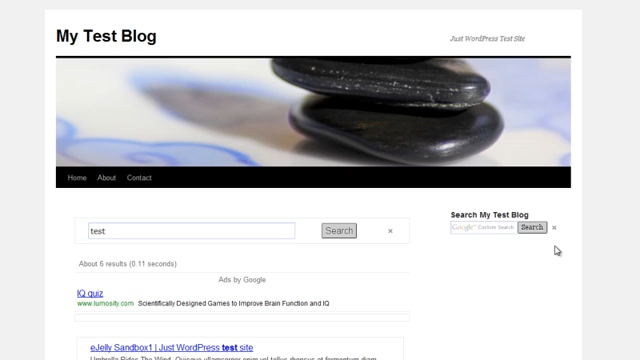 My Test Blog
Just WordPress Test Site
Home About Contact
test Search ×
Search My Test Blog
Google™ Custom Search Search ×
About 6 results (0.11 seconds)
Ads by Google
IQ quiz
www.lumosity.com Scientifically Designed Games to Improve Brain Function and IQ
eJelly Sandbox1 | Just WordPress test site